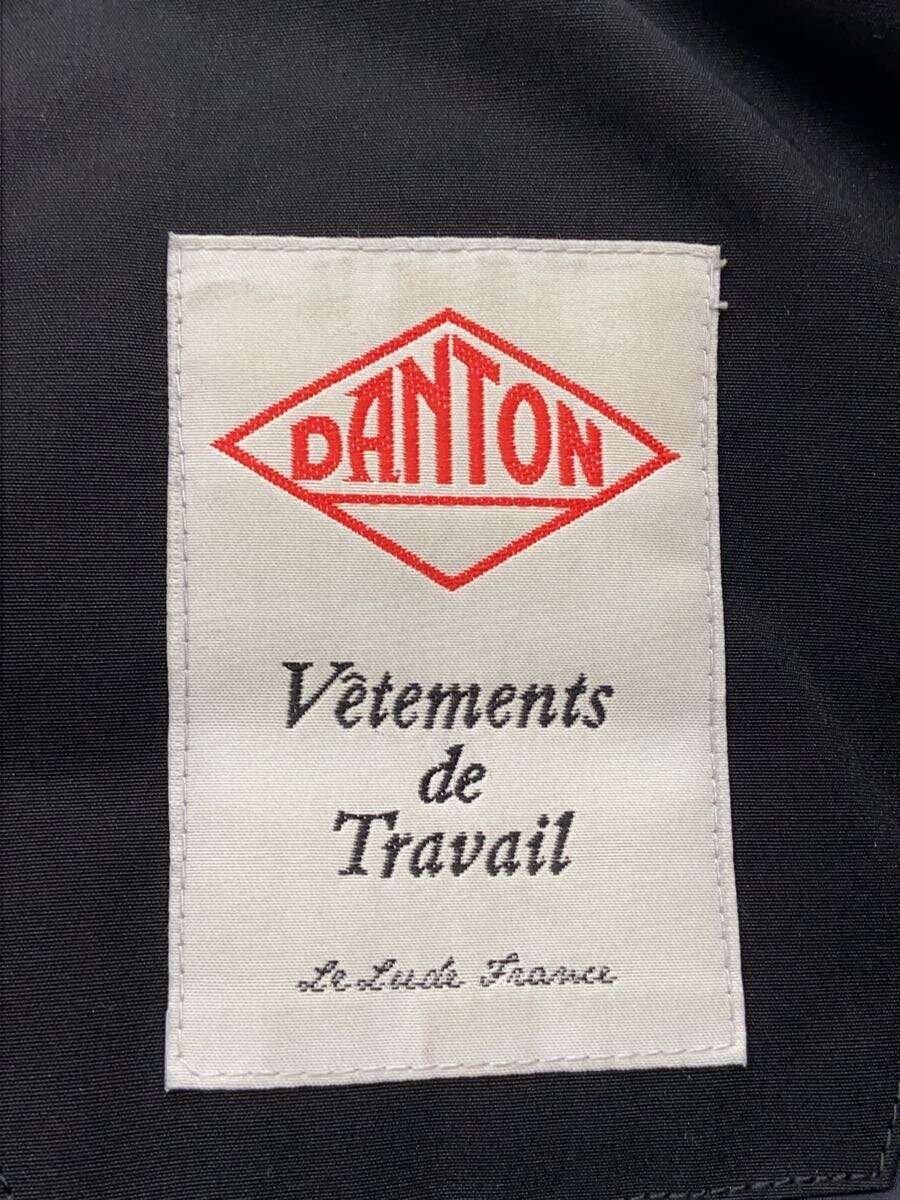 DANTON
Vêtements
de
Travail
Le Lude France